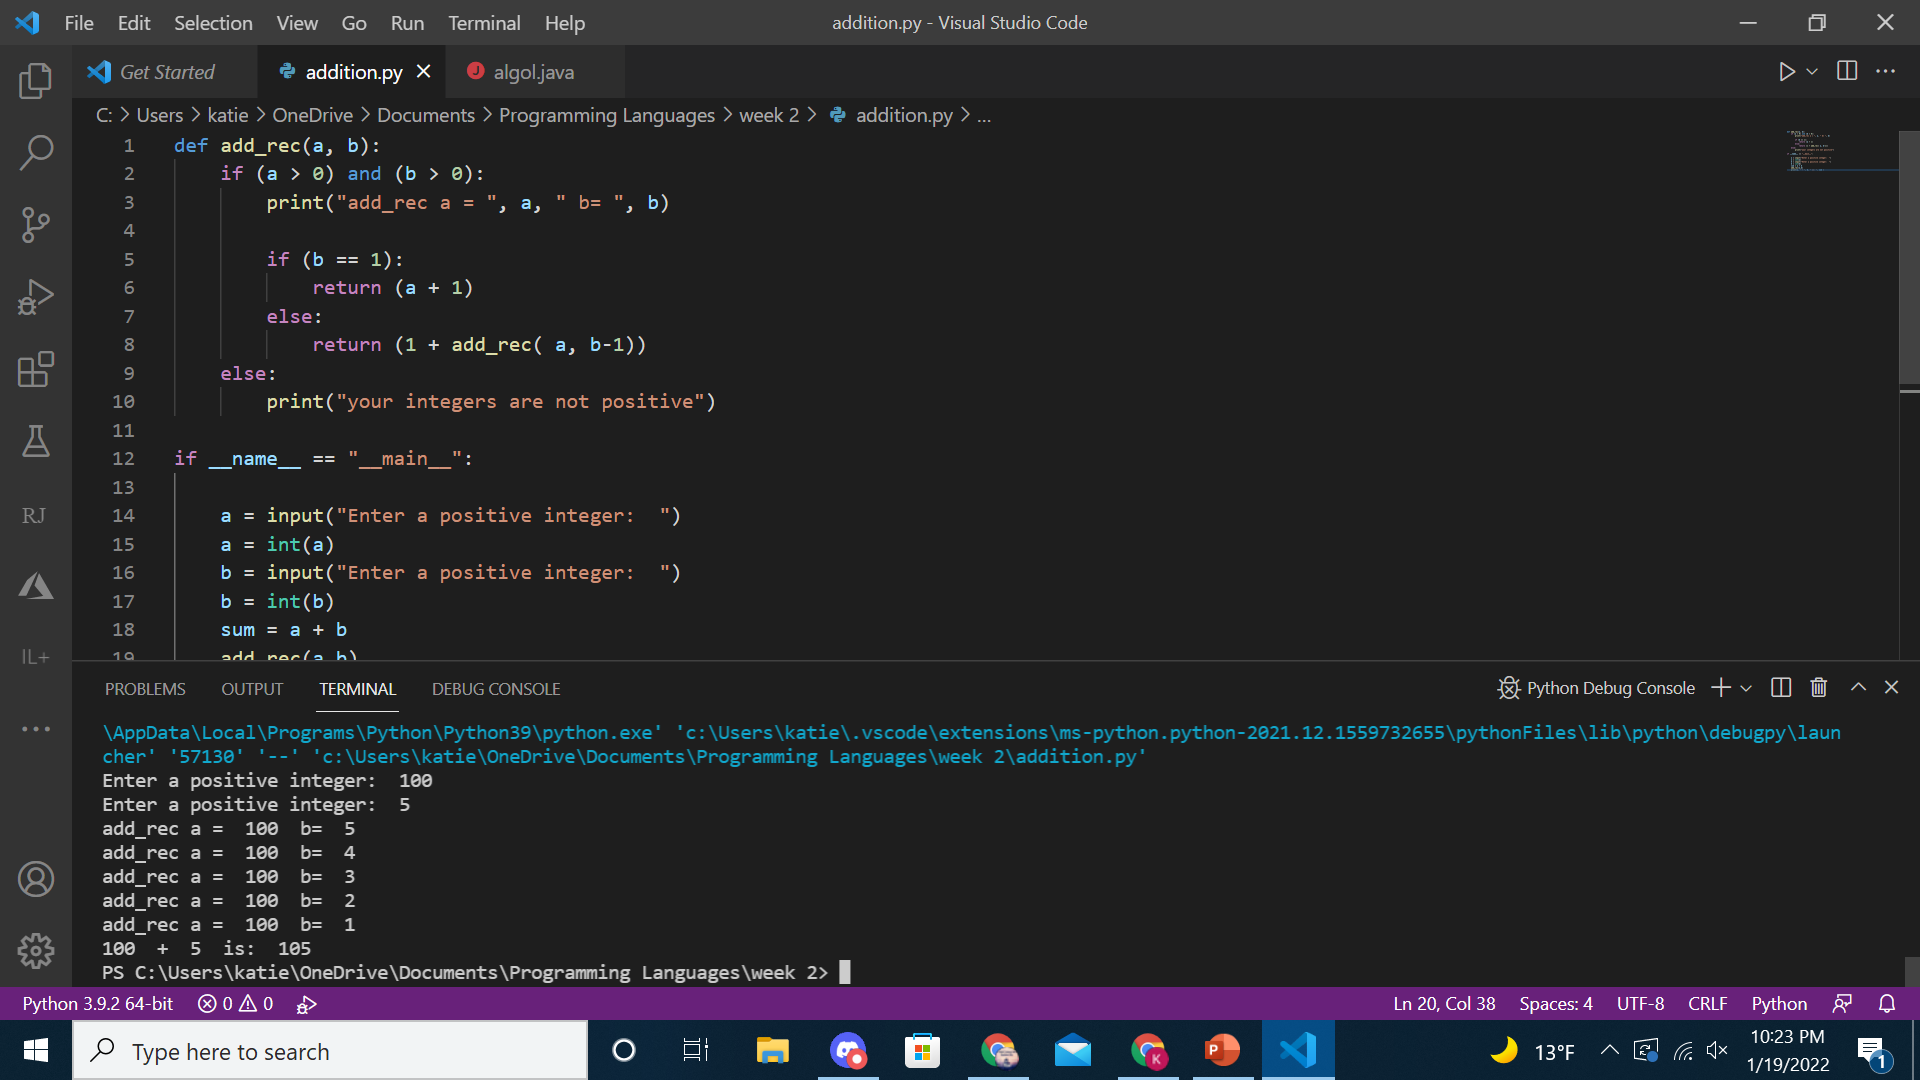 File Edit Selection View Go Run Terminal Help addition.py - Visual Studio Code
Get Started addition.py algol.java
C: > Users > katie > OneDrive > Documents > Programming Languages > week 2 > addition.py > ...
1 def add_rec(a, b):
2 if (a > 0) and (b > 0):
3 print("add_rec a = ", a, " b= ", b)
4
5 if (b == 1):
6 return (a + 1)
7 else:
8 return (1 + add_rec( a, b-1))
9 else:
10 print("your integers are not positive")
11
12 if __name__ == "__main__":
13
14 a = input("Enter a positive integer:  ")
15 a = int(a)
16 b = input("Enter a positive integer:  ")
17 b = int(b)
18 sum = a + b
19 add_rec(a,b)
RJ
IL+
PROBLEMS OUTPUT TERMINAL DEBUG CONSOLE Python Debug Console
\AppData\Local\Programs\Python\Python39\python.exe' 'c:\Users\katie\.vscode\extensions\ms-python.python-2021.12.1559732655\pythonFiles\lib\python\debugpy\laun
cher' '57130' '--' 'c:\Users\katie\OneDrive\Documents\Programming Languages\week 2\addition.py'
Enter a positive integer:  100
Enter a positive integer:  5
add_rec a =  100  b=  5
add_rec a =  100  b=  4
add_rec a =  100  b=  3
add_rec a =  100  b=  2
add_rec a =  100  b=  1
100  +  5  is:  105
PS C:\Users\katie\OneDrive\Documents\Programming Languages\week 2>
Python 3.9.2 64-bit 0 0 Ln 20, Col 38 Spaces: 4 UTF-8 CRLF Python
Type here to search K P 13°F 10:23 PM
1/19/2022 1